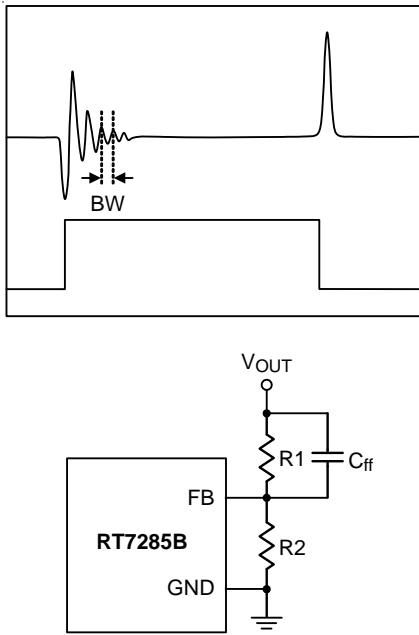 BW
VOUT
R1
Cff
FB
RT7285B
R2
GND